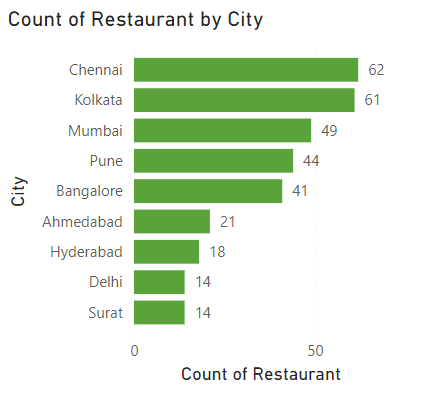 Count of Restaurant by City
City
Chennai 62
Kolkata 61
Mumbai 49
Pune 44
Bangalore 41
Ahmedabad 21
Hyderabad 18
Delhi 14
Surat 14
0 50
Count of Restaurant